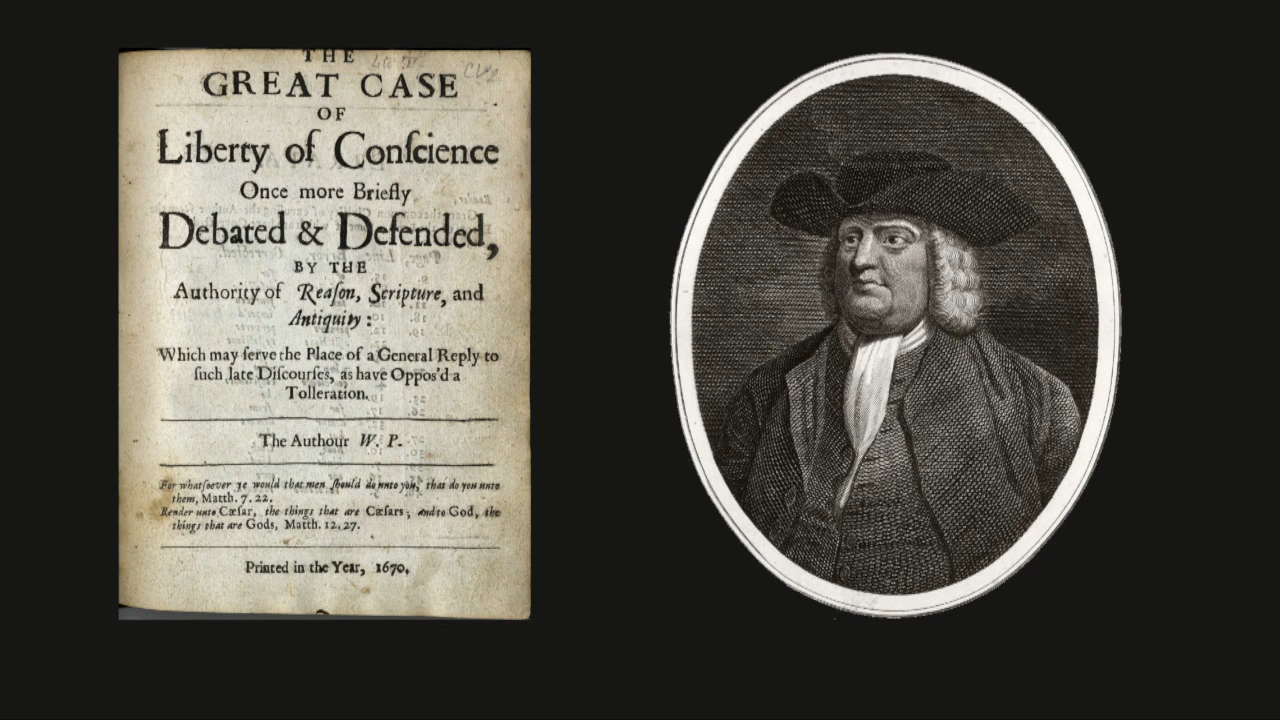 THE
GREAT CASE
OF
Liberty of Conſcience
Once more Briefly
Debated & Defended,
BY THE
Authority of Reaſon, Scripture, and
Antiquity :
Which may ſerve the Place of a General Reply to
ſuch late Diſcourſes, as have Oppos'd a
Tolleration.
The Authour W. P.
For whatſoever ye would that men ſhould do unto you, that do you unto
them, Matth. 7. 22.
Render unto Cæſar, the things that are Cæſars ; and to God, the
things that are Gods, Matth. 12. 27.
Printed in the Year, 1670.